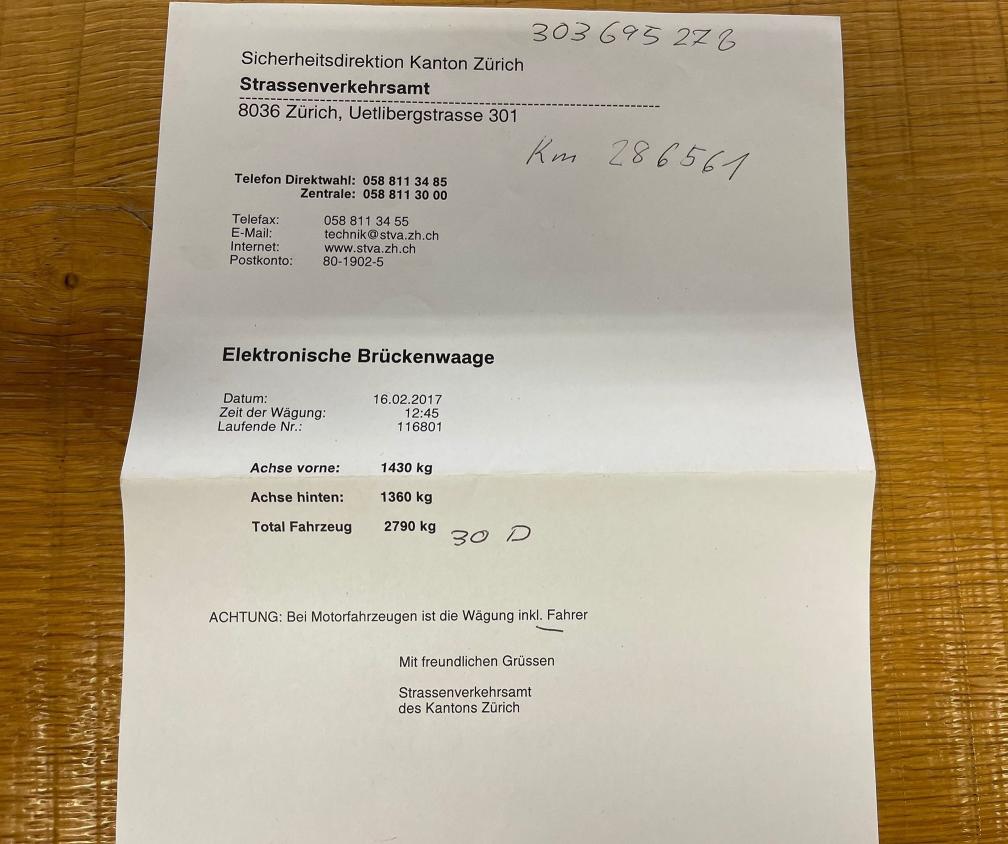 303 695 278
Sicherheitsdirektion Kanton Zürich
Strassenverkehrsamt
8036 Zürich, Uetlibergstrasse 301
Km 286561
Telefon Direktwahl: 058 811 34 85
Zentrale: 058 811 30 00
Telefax: 058 811 34 55
E-Mail: technik@stva.zh.ch
Internet: www.stva.zh.ch
Postkonto: 80-1902-5
Elektronische Brückenwaage
Datum: 16.02.2017
Zeit der Wägung: 12:45
Laufende Nr.: 116801
Achse vorne: 1430 kg
Achse hinten: 1360 kg
Total Fahrzeug 2790 kg 30 D
ACHTUNG: Bei Motorfahrzeugen ist die Wägung inkl. Fahrer
Mit freundlichen Grüssen
Strassenverkehrsamt
des Kantons Zürich